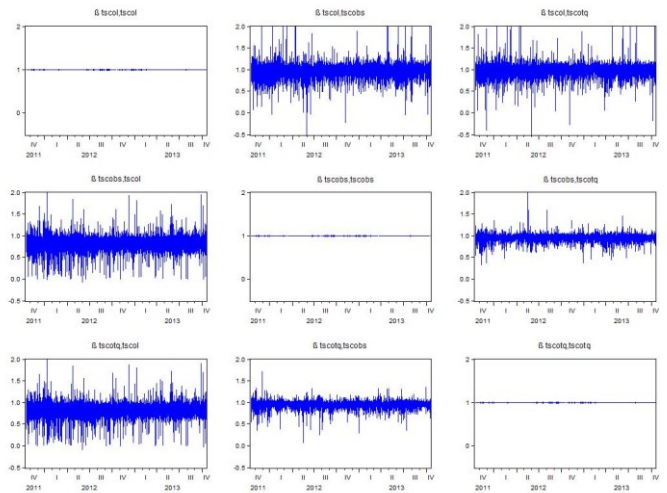 ß tscol,tscol
2
1
0
IV I II III IV I II III IV
2011 2012 2013
ß tscol,tscobs
2.0
1.5
1.0
0.5
0.0
-0.5
IV I II III IV I II III IV
2011 2012 2013
ß tscol,tscotq
2.0
1.5
1.0
0.5
0.0
-0.5
IV I II III IV I II III IV
2011 2012 2013
ß tscobs,tscol
2.0
1.5
1.0
0.5
0.0
-0.5
IV I II III IV I II III IV
2011 2012 2013
ß tscobs,tscobs
2
1
0
IV I II III IV I II III IV
2011 2012 2013
ß tscobs,tscotq
2.0
1.5
1.0
0.5
0.0
-0.5
IV I II III IV I II III IV
2011 2012 2013
ß tscotq,tscol
2.0
1.5
1.0
0.5
0.0
-0.5
IV I II III IV I II III IV
2011 2012 2013
ß tscotq,tscobs
2.0
1.5
1.0
0.5
0.0
-0.5
IV I II III IV I II III IV
2011 2012 2013
ß tscotq,tscotq
2
1
0
IV I II III IV I II III IV
2011 2012 2013